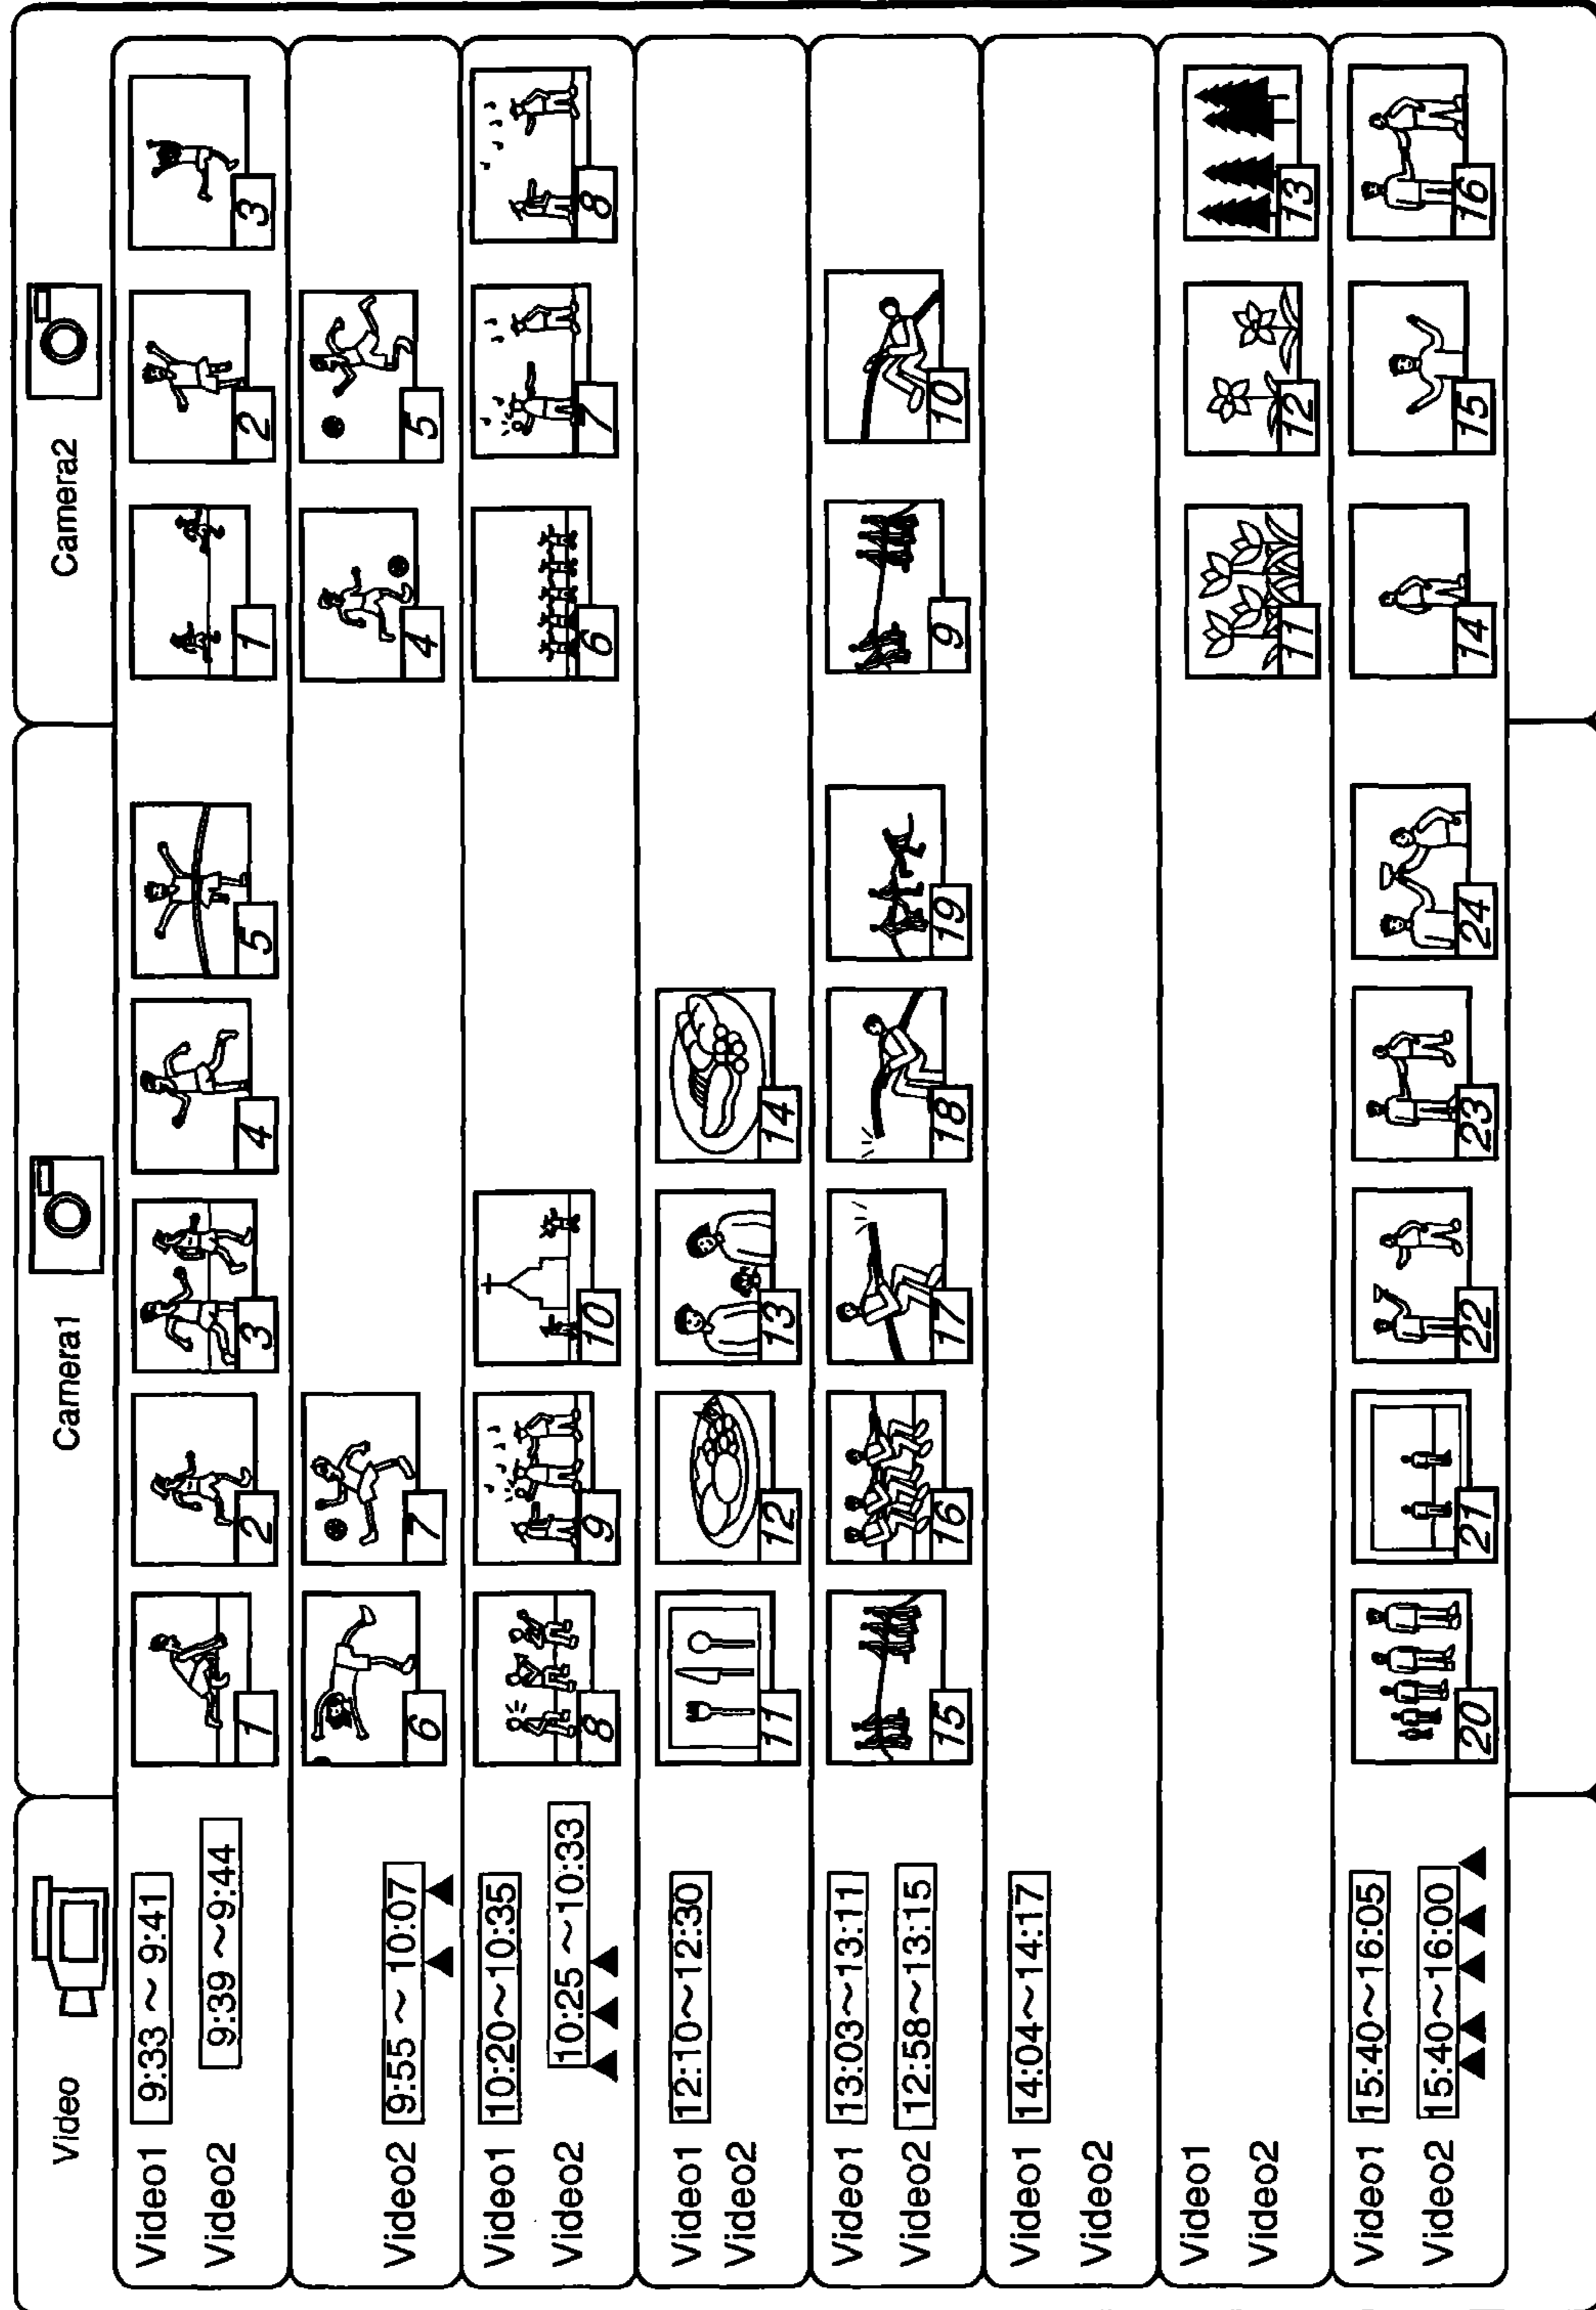 Video Camera1 Camera2
Video1 9:33 ~ 9:41
Video2 9:39 ~ 9:44
1 2 3 4 5 1 2 3
Video2 9:55 ~ 10:07
6 7 4 5
Video1 10:20~10:35
Video2 10:25 ~10:33
8 9 10 6 7 8
Video1 12:10~12:30
Video2
11 12 13 14
Video1 13:03~13:11
Video2 12:58~13:15
15 16 17 18 19 9 10
Video1 14:04~14:17
Video2
Video1
Video2
11 12 13
Video1 15:40~16:05
Video2 15:40~16:00
20 21 22 23 24 14 15 16